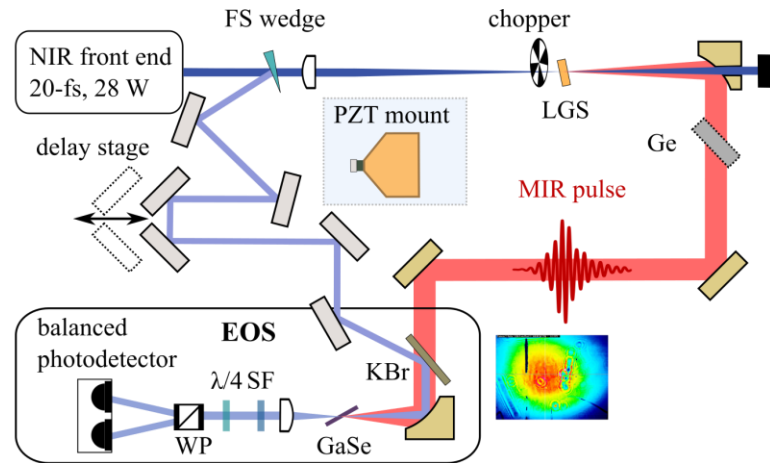 FS wedge
chopper
NIR front end
20-fs, 28 W
LGS
PZT mount
Ge
delay stage
MIR pulse
balanced
photodetector
EOS
KBr
λ/4 SF
WP
GaSe